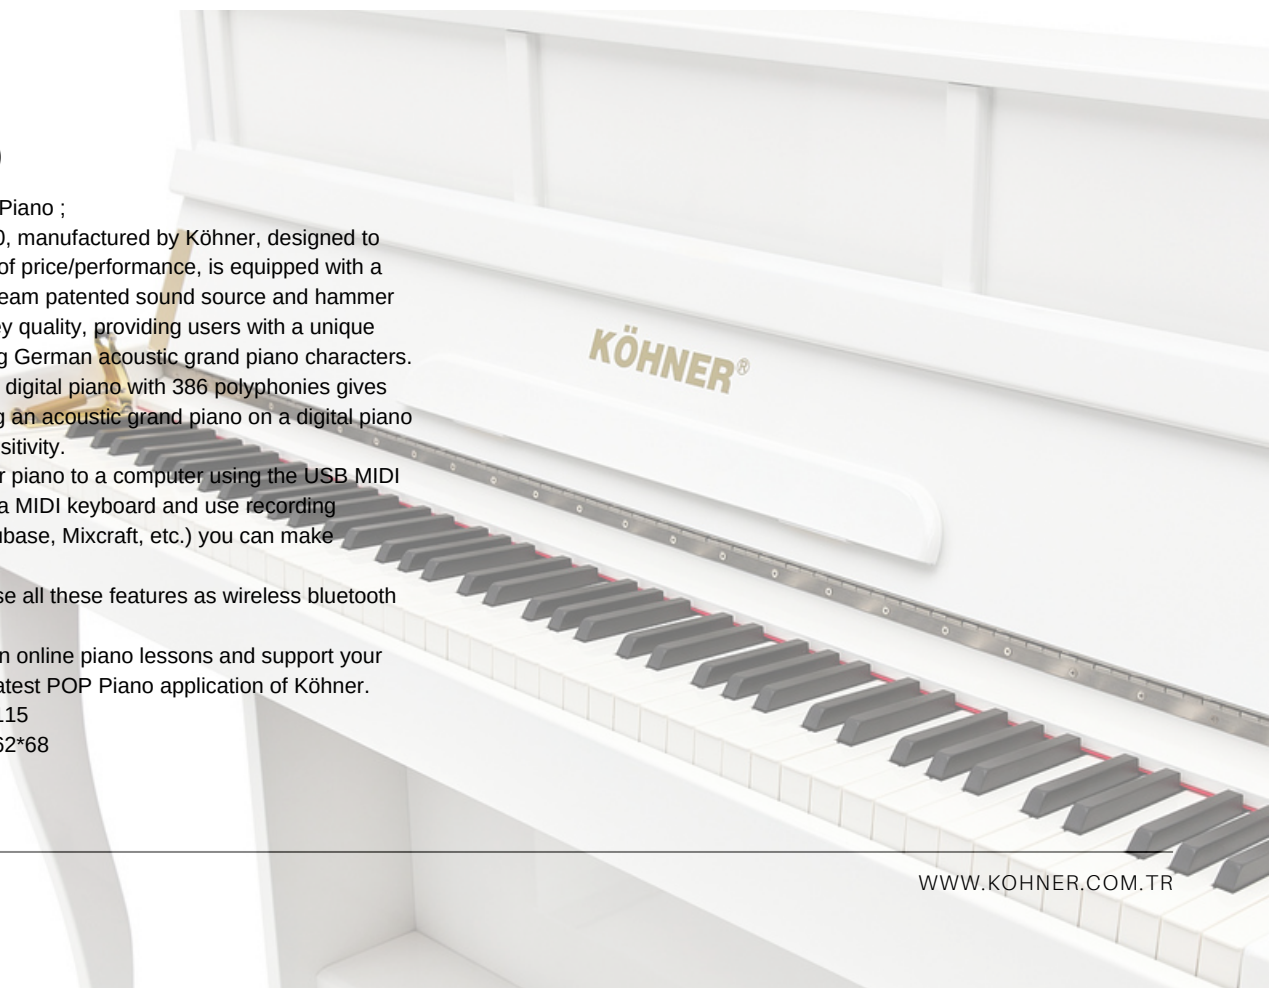 )
Piano ;
0, manufactured by Köhner, designed to
of price/performance, is equipped with a
eam patented sound source and hammer
ey quality, providing users with a unique
g German acoustic grand piano characters.
digital piano with 386 polyphonies gives
g an acoustic grand piano on a digital piano
sitivity.
r piano to a computer using the USB MIDI
a MIDI keyboard and use recording
ubase, Mixcraft, etc.) you can make
se all these features as wireless bluetooth
n online piano lessons and support your
atest POP Piano application of Köhner.
115
62*68
KÖHNER®
WWW.KOHNER.COM.TR